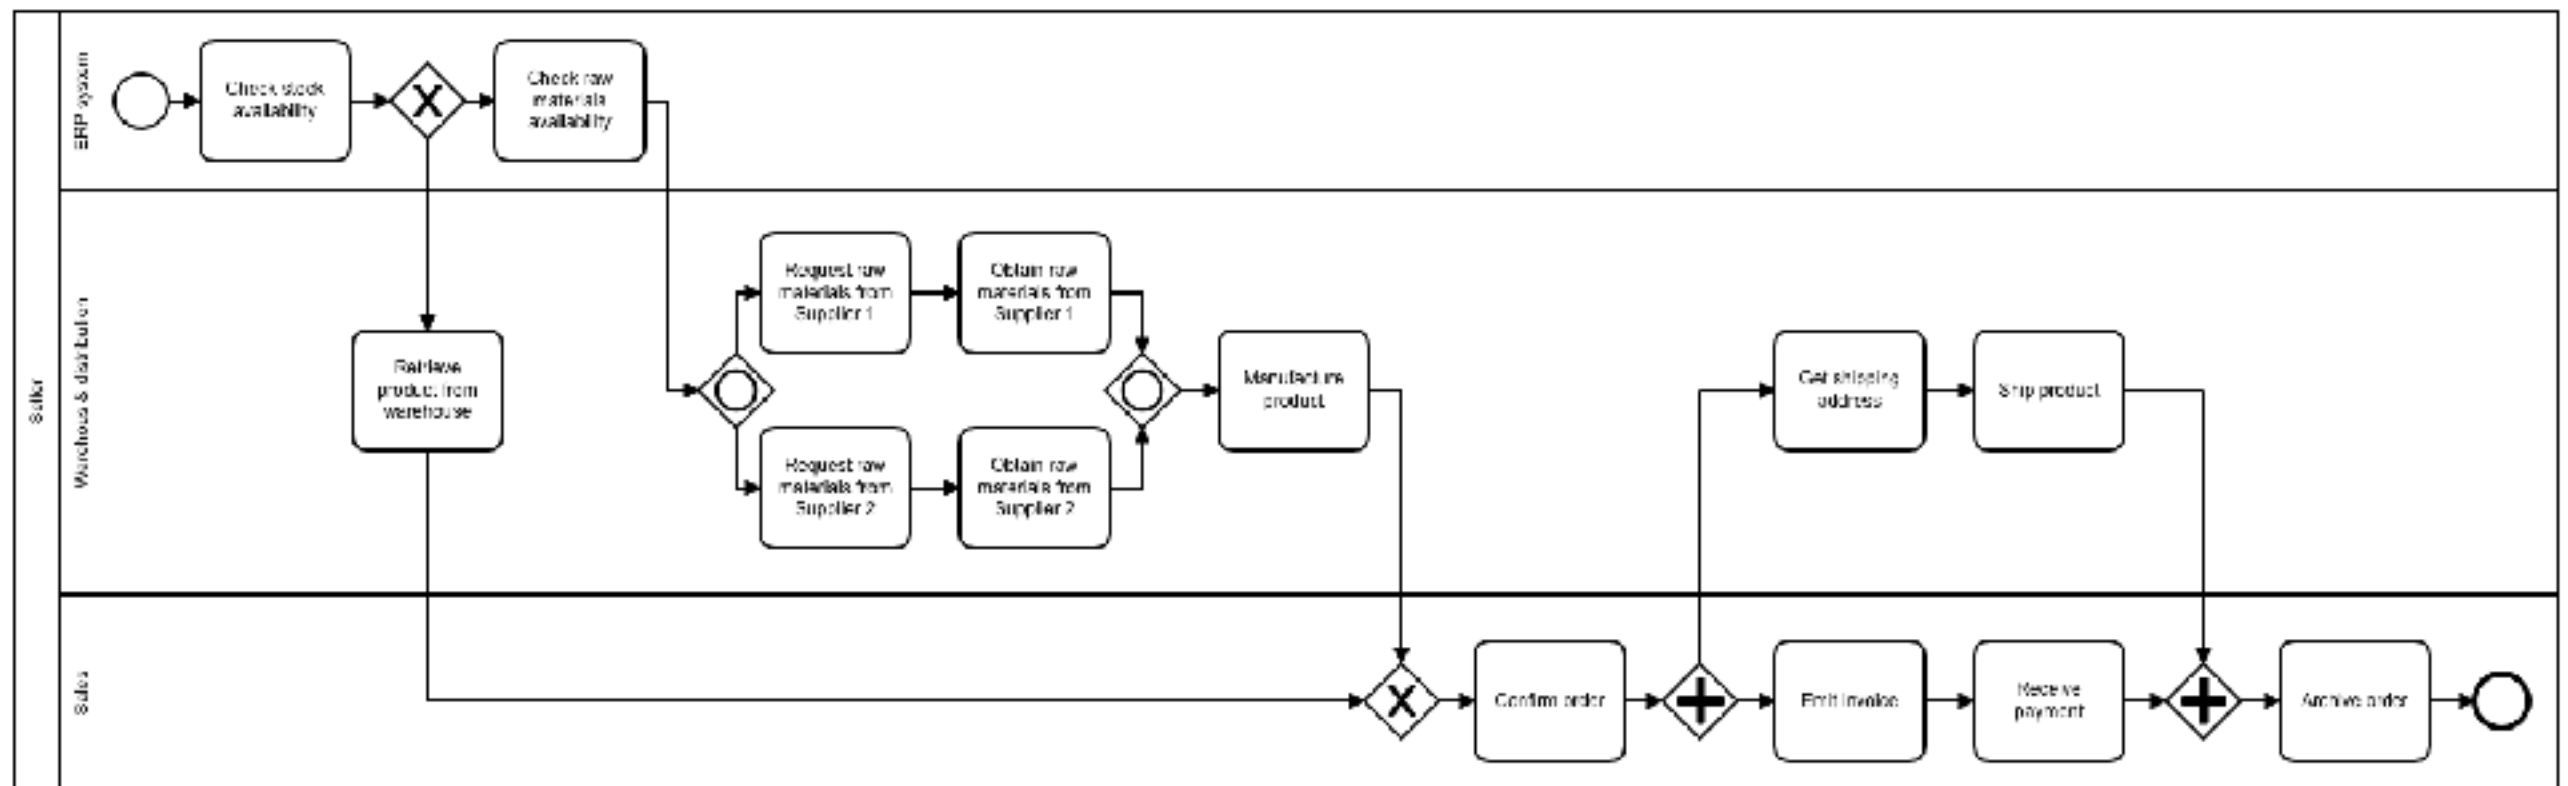 Seller
ERP system
Check stock
availability
Check raw
materials
availability
Warehouse & distribution
Retrieve
product from
warehouse
Request raw
materials from
Supplier 1
Obtain raw
materials from
Supplier 1
Request raw
materials from
Supplier 2
Obtain raw
materials from
Supplier 2
Manufacture
product
Get shipping
address
Ship product
Sales
Confirm order
Emit invoice
Receive
payment
Archive order